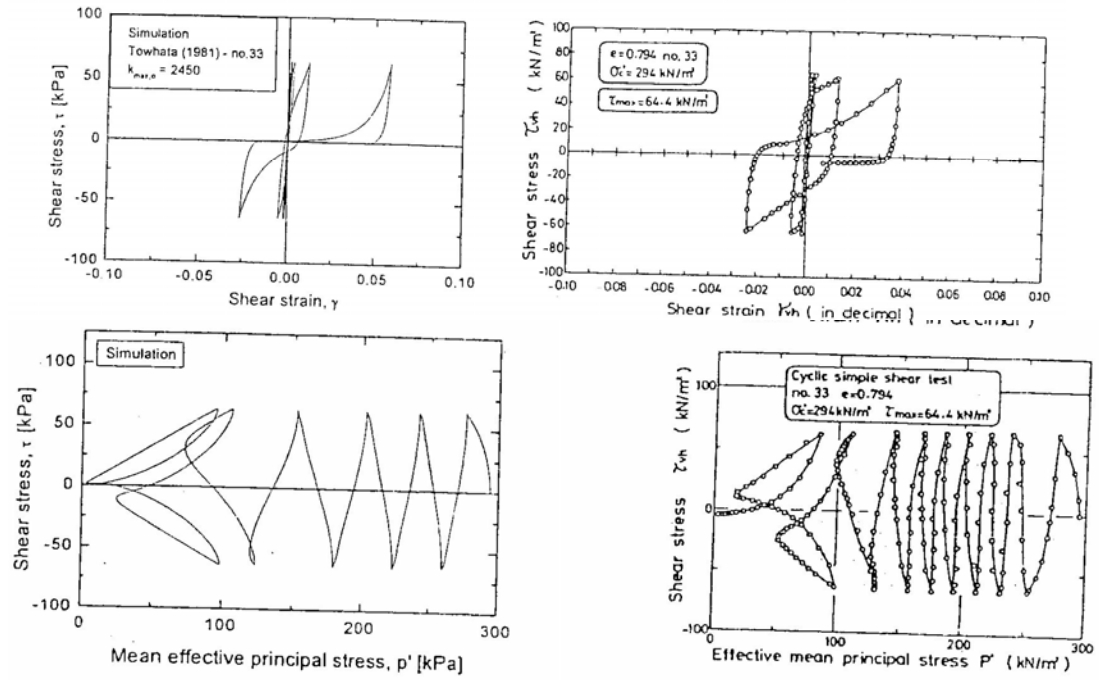 100
50
0
-50
-100
Shear stress, τ [kPa]
Simulation
Towhata (1981) - no.33
k max,n = 2450
-0.10
-0.05
0.00
0.05
0.10
Shear strain, γ
100
80
60
40
20
0
-20
-40
-60
-80
-100
Shear stress τvh ( kN/m² )
e=0.794 no. 33
σc'= 294 kN/m²
τmax=64.4 kN/m²
-0.10
-0.08
-0.06
-0.04
-0.02
0.00
0.02
0.04
0.06
0.08
0.10
Shear strain γvh ( in decimal )
100
50
0
-50
-100
Shear stress, τ [kPa]
Simulation
0
100
200
300
Mean effective principal stress, p' [kPa]
100
0
-100
Shear stress τvh ( kN/m² )
Cyclic simple shear test
no. 33 e=0.794
σc'=294kN/m² τmax=64.4 kN/m²
0
100
200
300
Effective mean principal stress P' ( kN/m² )